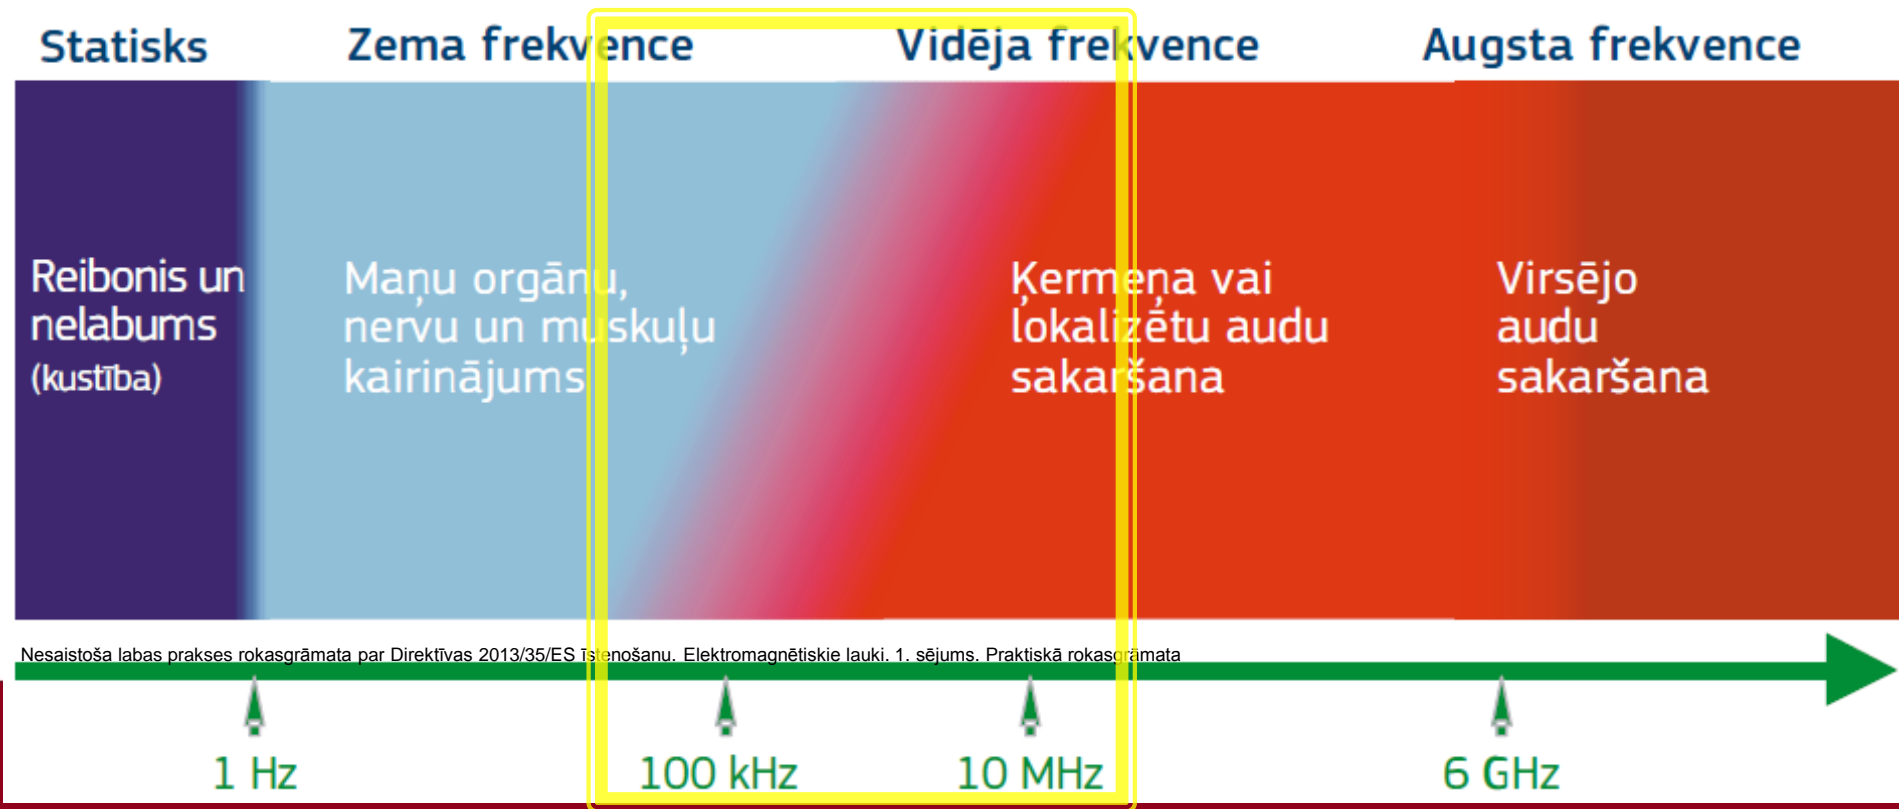 Statisks
Zema frekvence
Vidēja frekvence
Augsta frekvence
Reibonis un
nelabums
(kustība)
Maņu orgānu,
nervu un muskuļu
kairinājums
Ķermeņa vai
lokalizētu audu
sakaršana
Virsējo
audu
sakaršana
Nesaistoša labas prakses rokasgrāmata par Direktīvas 2013/35/ES īstenošanu. Elektromagnētiskie lauki. 1. sējums. Praktiskā rokasgrāmata
1 Hz
100 kHz
10 MHz
6 GHz